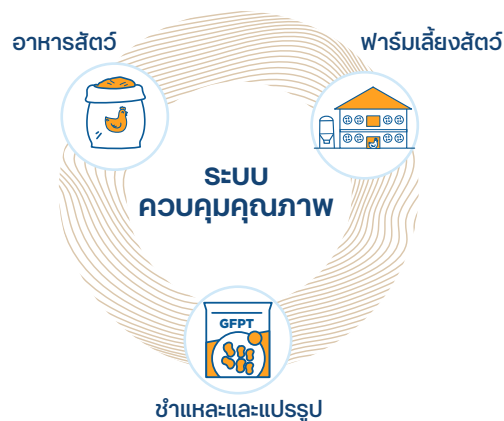 อาหารสัตว์
ฟาร์มเลี้ยงสัตว์
ระบบ
ควบคุมคุณภาพ
GFPT
ชำแหละและแปรรูป